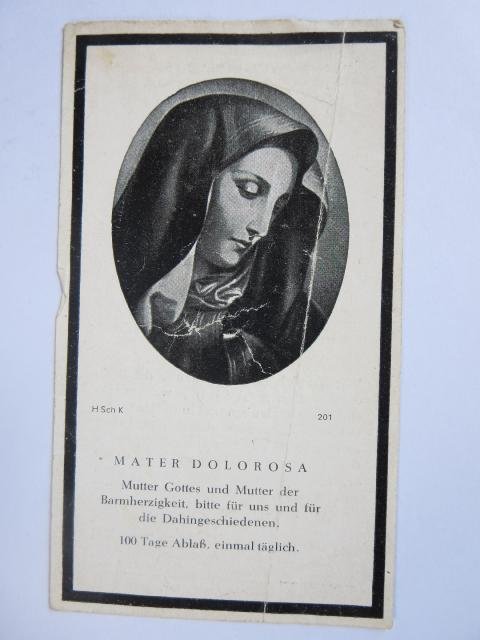 H Sch K 201
MATER DOLOROSA
Mutter Gottes und Mutter der
Barmherzigkeit, bitte für uns und für
die Dahingeschiedenen.
100 Tage Ablaß, einmal täglich.